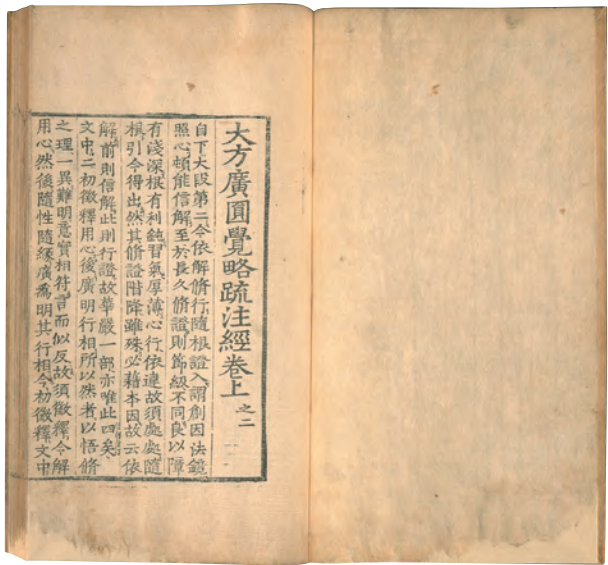 大方廣圓覺略疏注經卷上之二
自下大段第二令依解脩行隨根證入謂創因法鏡
照心頓能信解至於長久脩證則節級不同良以障
有淺深根有利鈍習氣厚薄心行依違故須處處隨
根引令得出然其脩證階降雖殊必藉本因故云依
解前則信解此則行證故華嚴一部亦唯此四矣
文中二初徵釋用心後廣明行相所以然者以悟脩
之理一異難明意實相符言而似反故須徵釋令解
用心然後隨性隨緣廣爲明其行相今初徵釋文中